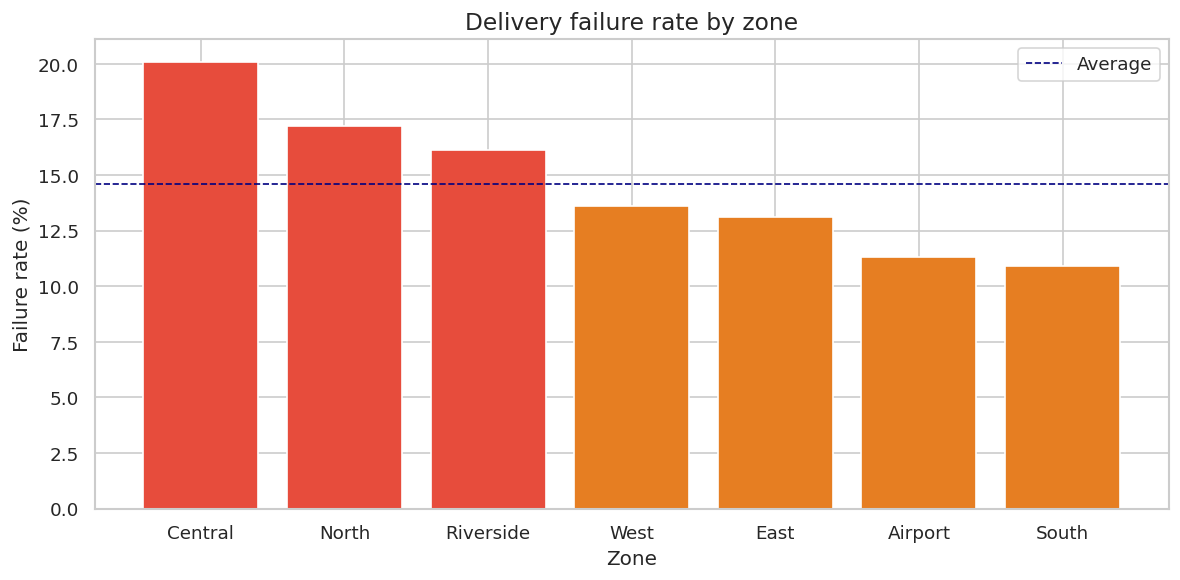 Delivery failure rate by zone
Average
Failure rate (%)
20.0
17.5
15.0
12.5
10.0
7.5
5.0
2.5
0.0
Central North Riverside West East Airport South
Zone